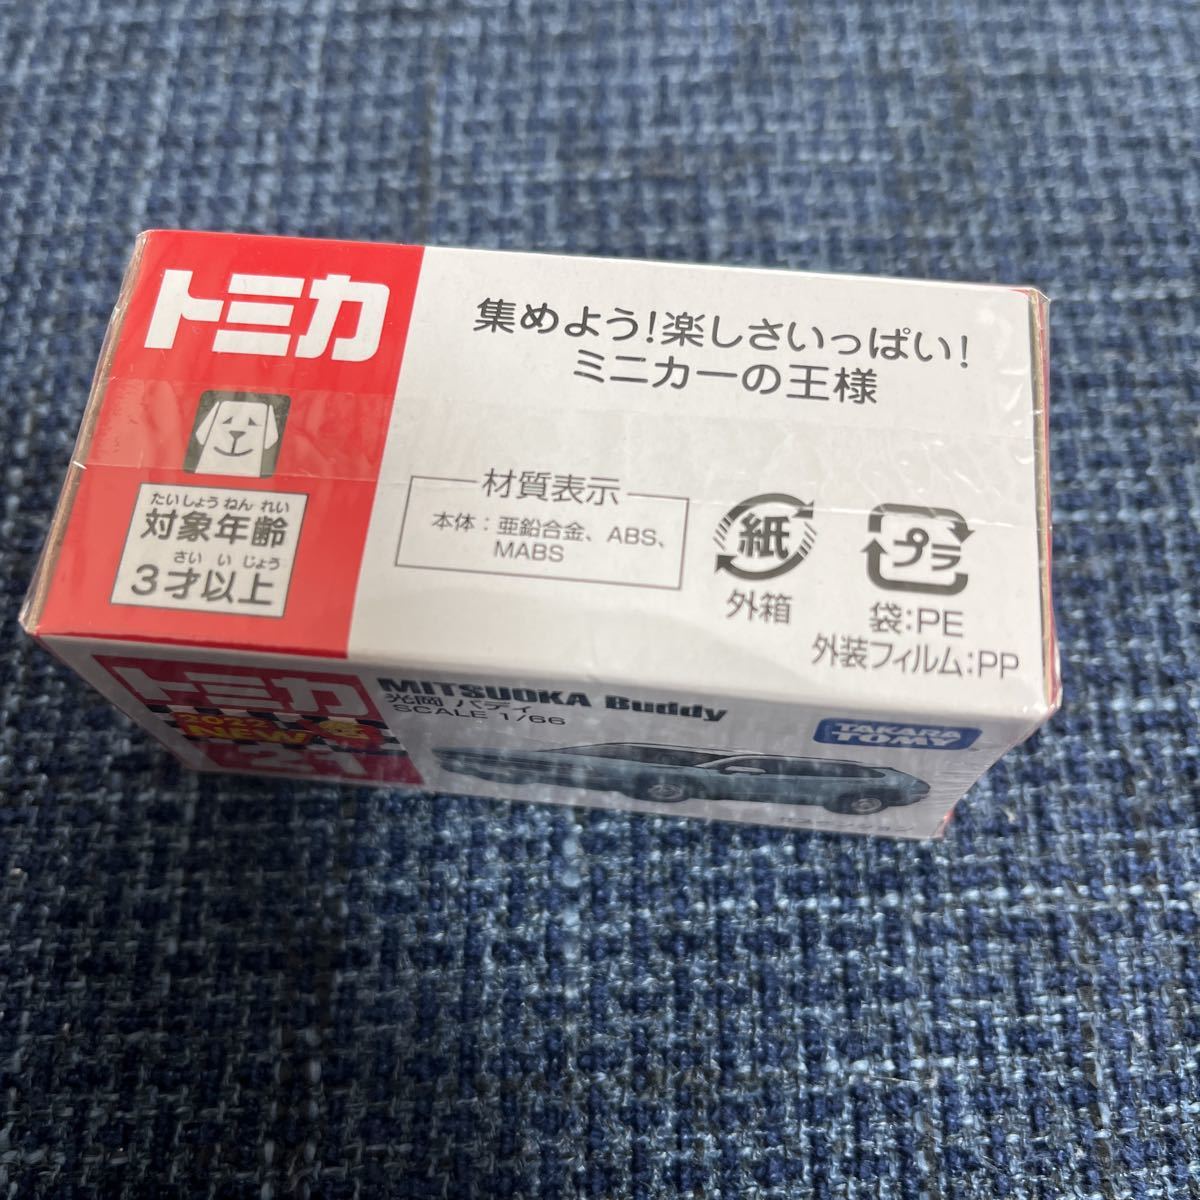 トミカ
集めよう!楽しさいっぱい!
ミニカーの王様
たいしょうねんれい
対象年齢
さいいじょう
3才以上
材質表示
本体:亜鉛合金、ABS、
MABS
紙
外箱
プラ
袋:PE
外装フィルム:PP
トミカ
2022
NEW
21
MITSUOKA Buddy
光岡 バディ
SCALE 1/66
TAKARA
TOMY